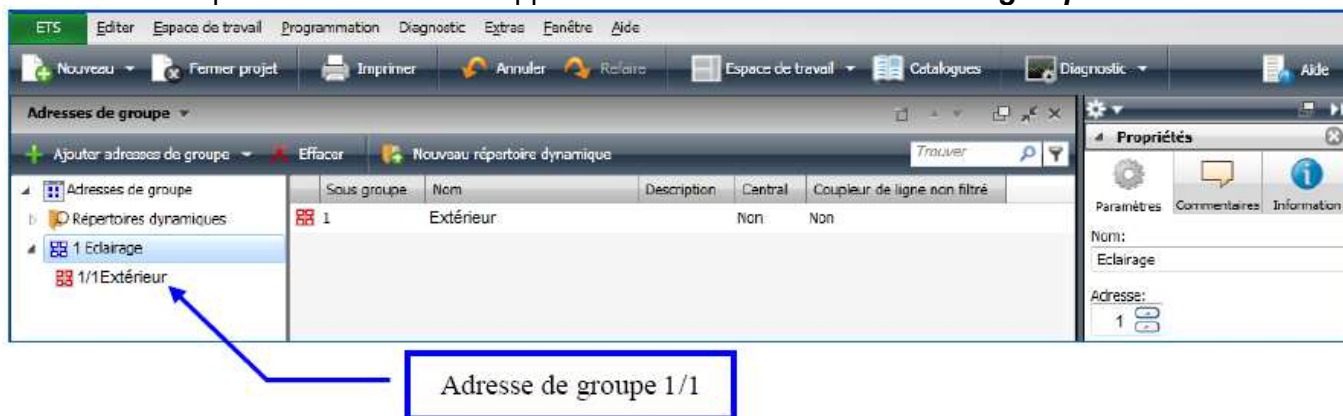 ETS Editer Espace de travail Programmation Diagnostic Extras Fenêtre Aide
Nouveau Fermer projet Imprimer Annuler Refaire Espace de travail Catalogues Diagnostic Aide
Adresses de groupe
Ajouter adresses de groupe Effacer Nouveau répertoire dynamique Trouver
Propriétés
Adresses de groupe
Sous groupe Nom Description Central Coupleur de ligne non filtré
Répertoires dynamiques
1 Extérieur Non Non
Paramètres Commentaires Information
1 Eclairage
Nom:
1/1Extérieur
Eclairage
Adresse:
1
Adresse de groupe 1/1